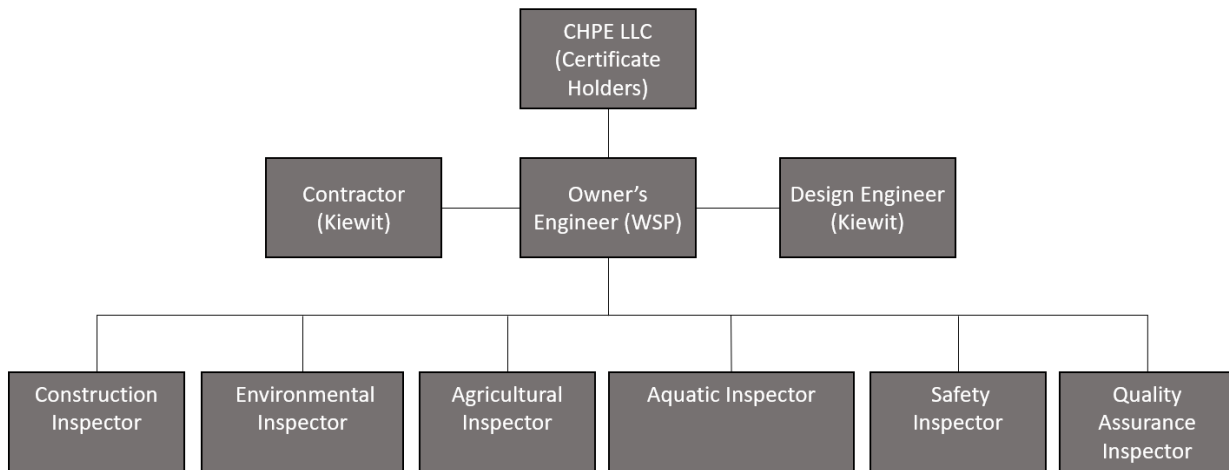 CHPE LLC
(Certificate
Holders)
Contractor
(Kiewit)
Owner’s
Engineer (WSP)
Design Engineer
(Kiewit)
Construction
Inspector
Environmental
Inspector
Agricultural
Inspector
Aquatic Inspector
Safety
Inspector
Quality
Assurance
Inspector